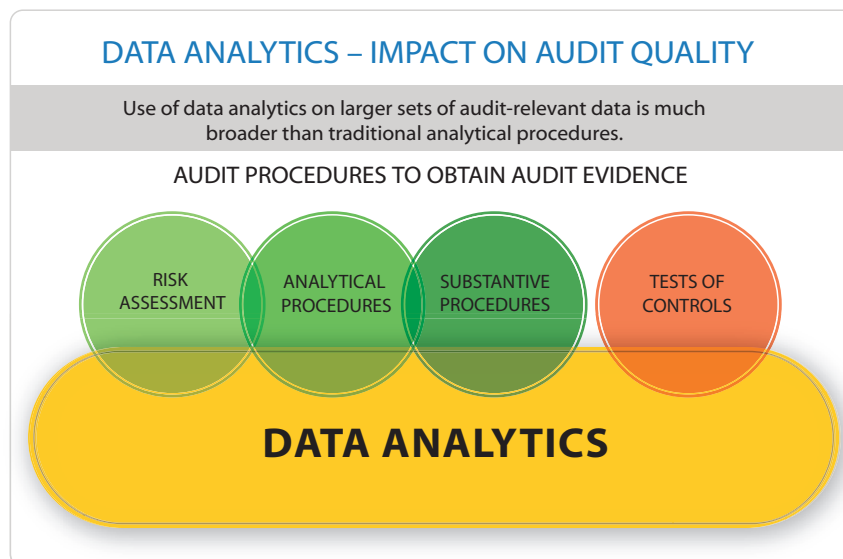 DATA ANALYTICS – IMPACT ON AUDIT QUALITY
Use of data analytics on larger sets of audit-relevant data is much
broader than traditional analytical procedures.
AUDIT PROCEDURES TO OBTAIN AUDIT EVIDENCE
RISK
ASSESSMENT
ANALYTICAL
PROCEDURES
SUBSTANTIVE
PROCEDURES
TESTS OF
CONTROLS
DATA ANALYTICS